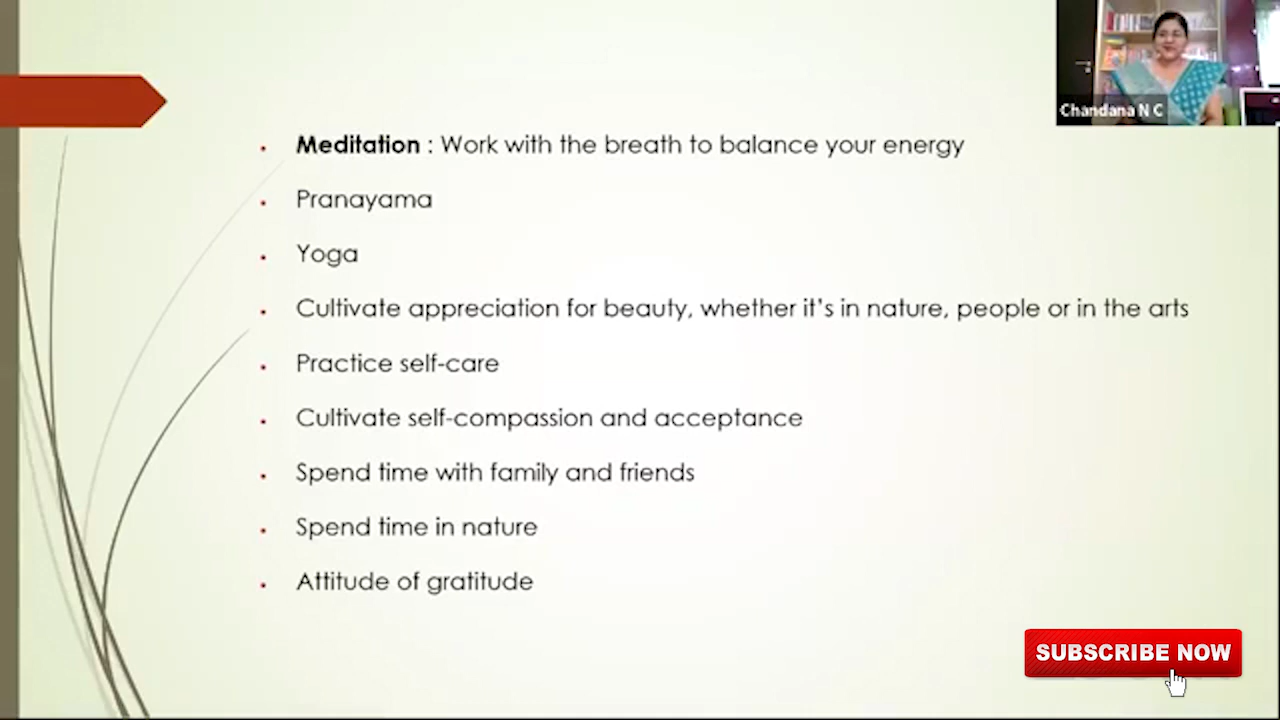 Chandana N C
• Meditation : Work with the breath to balance your energy
• Pranayama
• Yoga
• Cultivate appreciation for beauty, whether it's in nature, people or in the arts
• Practice self-care
• Cultivate self-compassion and acceptance
• Spend time with family and friends
• Spend time in nature
• Attitude of gratitude
SUBSCRIBE NOW